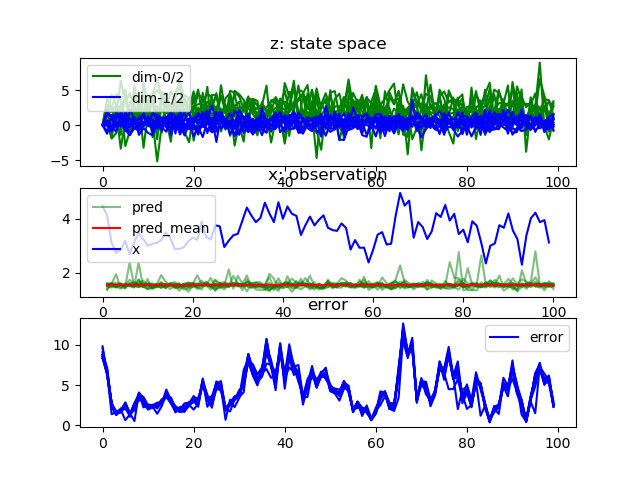 z: state space
dim-0/2
dim-1/2
5
0
−5
0 20 40 60 80 100
x: observation
pred
pred_mean
x
4
2
0 20 40 60 80 100
error
error
10
5
0
0 20 40 60 80 100